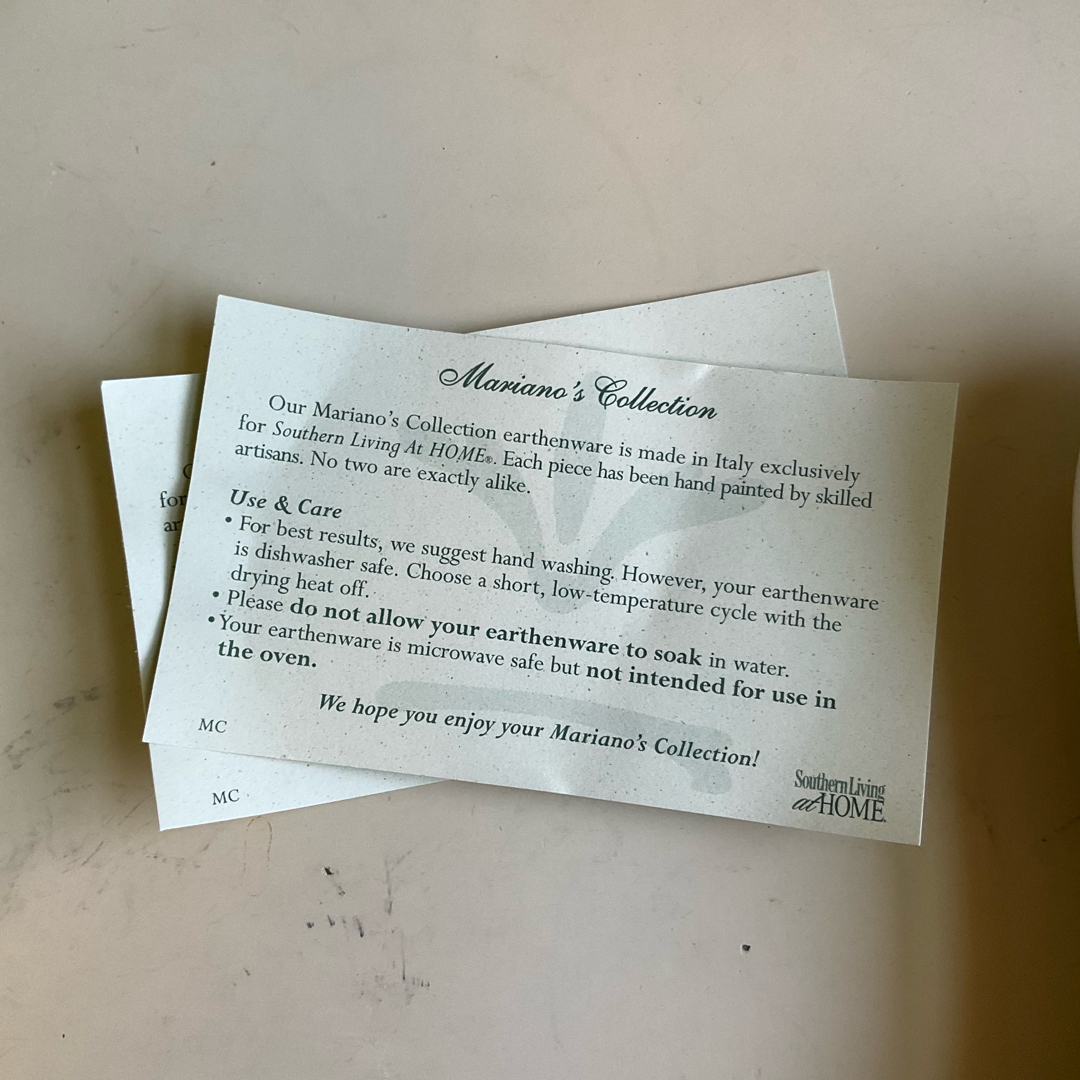 Mariano's Collection
Our Mariano's Collection earthenware is made in Italy exclusively
for Southern Living At HOME®. Each piece has been hand painted by skilled
artisans. No two are exactly alike.
Use & Care
• For best results, we suggest hand washing. However, your earthenware
is dishwasher safe. Choose a short, low-temperature cycle with the
drying heat off.
• Please do not allow your earthenware to soak in water.
• Your earthenware is microwave safe but not intended for use in
the oven.
We hope you enjoy your Mariano's Collection!
MC
Southern Living
at HOME.
for
MC